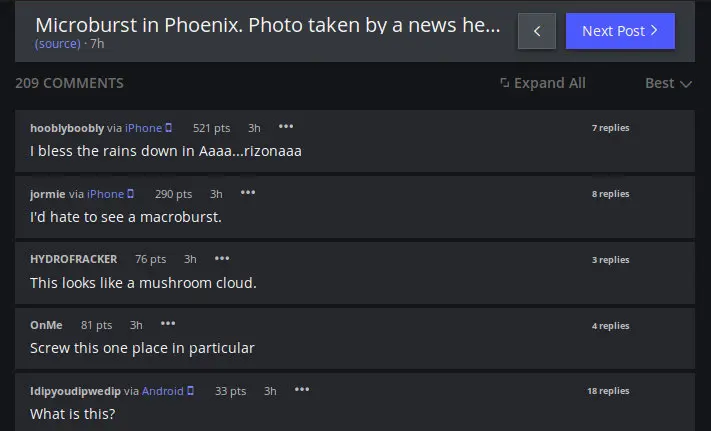 Microburst in Phoenix. Photo taken by a news he...
(source) · 7h
Next Post
209 COMMENTS
Expand All
Best
hooblyboobly via iPhone 521 pts 3h ••• 7 replies
I bless the rains down in Aaaa...rizonaaa
jormie via iPhone 290 pts 3h ••• 8 replies
I'd hate to see a macroburst.
HYDROFRACKER 76 pts 3h ••• 3 replies
This looks like a mushroom cloud.
OnMe 81 pts 3h ••• 4 replies
Screw this one place in particular
Idipyoudipwedip via Android 33 pts 3h ••• 18 replies
What is this?